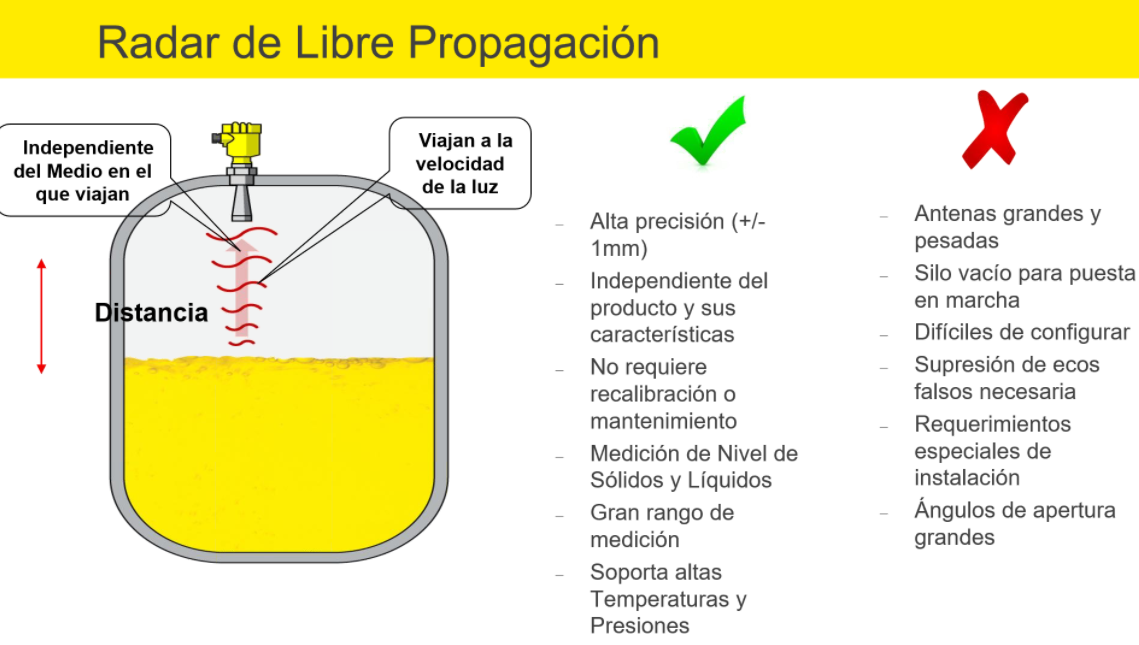 Radar de Libre Propagación
Independiente
del Medio en el
que viajan
Viajan a la
velocidad
de la luz
Distancia
– Alta precisión (+/-
1mm)
– Independiente del
producto y sus
características
– No requiere
recalibración o
mantenimiento
– Medición de Nivel de
Sólidos y Líquidos
– Gran rango de
medición
– Soporta altas
Temperaturas y
Presiones
– Antenas grandes y
pesadas
– Silo vacío para puesta
en marcha
– Difíciles de configurar
– Supresión de ecos
falsos necesaria
– Requerimientos
especiales de
instalación
– Ángulos de apertura
grandes